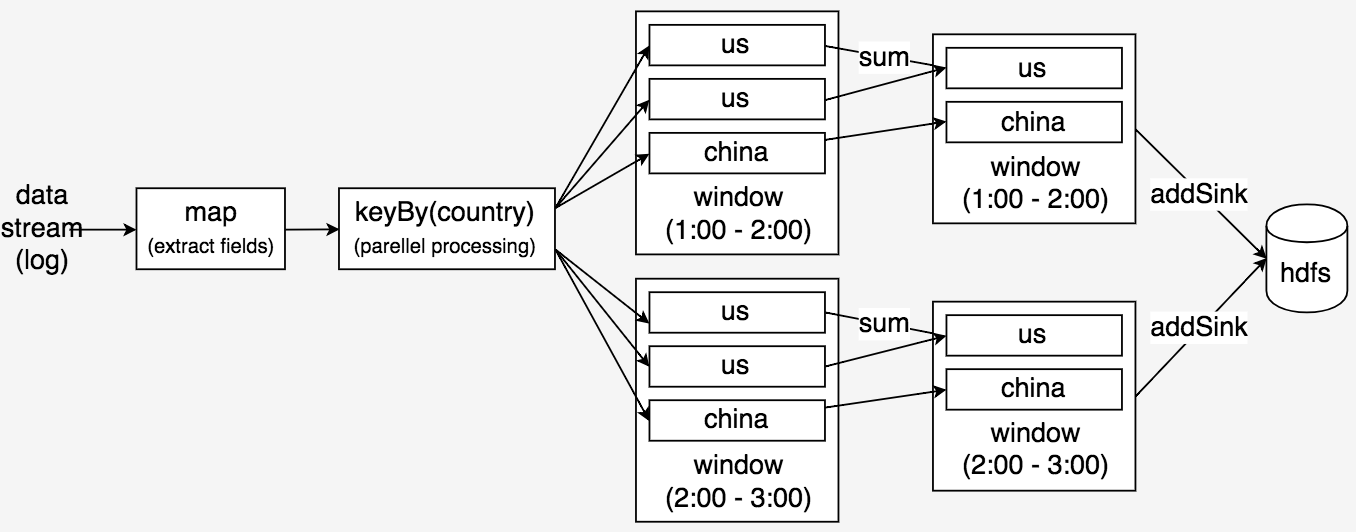 data
stream
(log)
map
(extract fields)
keyBy(country)
(parellel processing)
us
us
china
window
(1:00 - 2:00)
sum
us
china
window
(1:00 - 2:00)
addSink
us
us
china
window
(2:00 - 3:00)
sum
us
china
window
(2:00 - 3:00)
addSink
hdfs